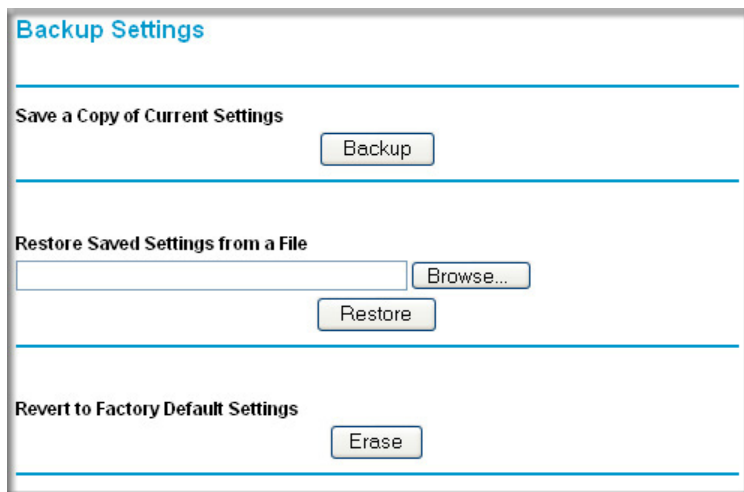 Backup Settings
Save a Copy of Current Settings
Backup
Restore Saved Settings from a File
Browse...
Restore
Revert to Factory Default Settings
Erase